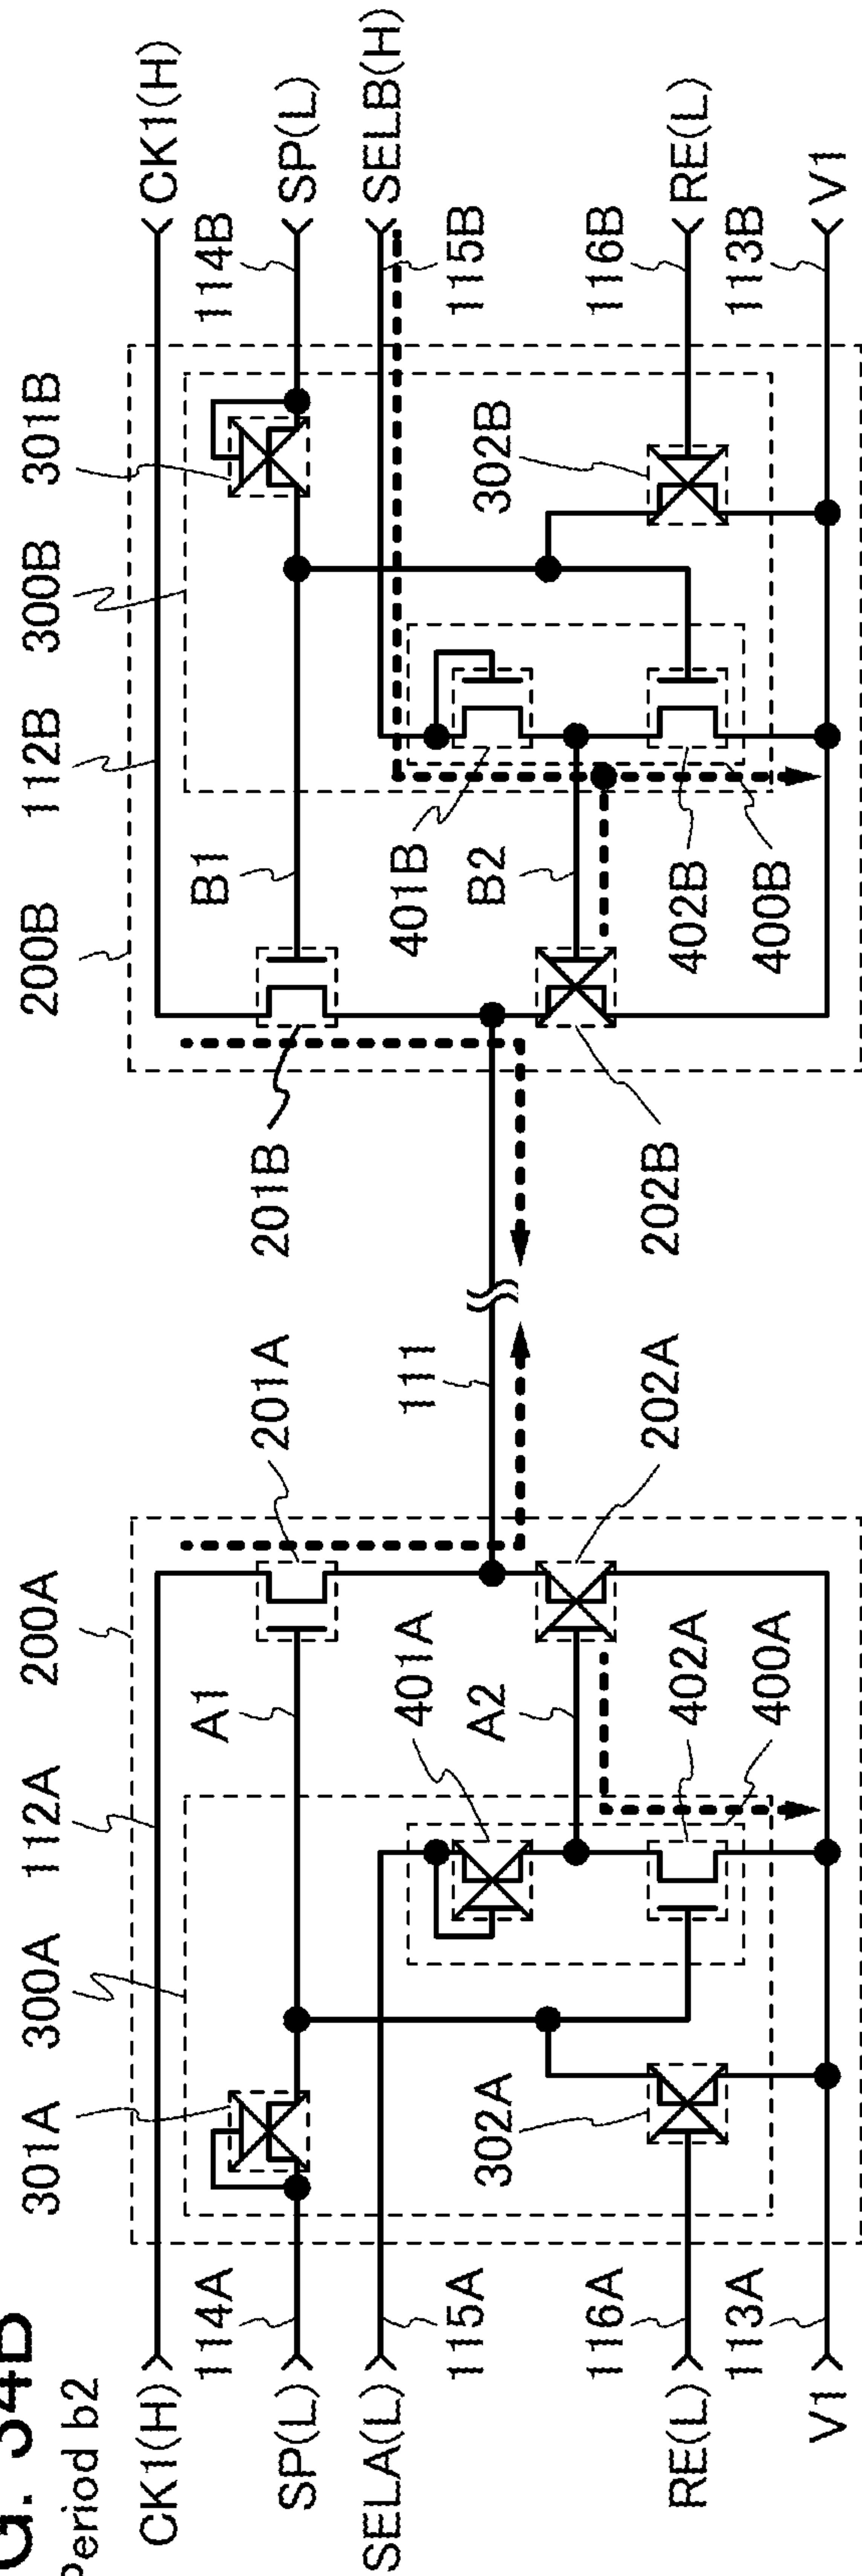 Period b2
301A
300A
112A
200A
200B
112B
300B
301B
CK1(H)
114A
SP(L)
SELA(L)
115A
RE(L)
116A
113A
V1
302A
A1
401A
A2
402A
400A
201A
111
202A
201B
202B
B1
401B
B2
402B
400B
302B
CK1(H)
114B
SP(L)
SELB(H)
115B
116B
RE(L)
113B
V1